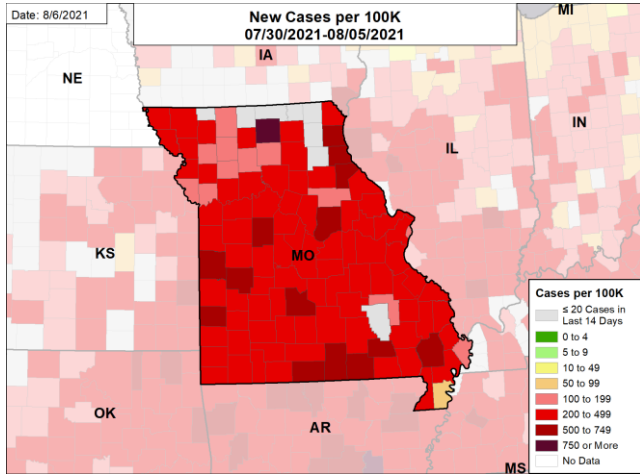 Date: 8/6/2021
New Cases per 100K
07/30/2021-08/05/2021
MI
NE
IA
IN
IL
KS
MO
OK
AR
MS
Cases per 100K
≤ 20 Cases in
Last 14 Days
0 to 4
5 to 9
10 to 49
50 to 99
100 to 199
200 to 499
500 to 749
750 or More
No Data